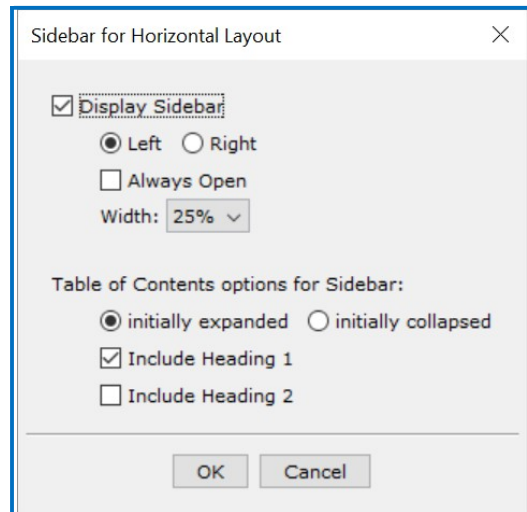 Sidebar for Horizontal Layout
Display Sidebar
Left Right
Always Open
Width: 25%
Table of Contents options for Sidebar:
initially expanded initially collapsed
Include Heading 1
Include Heading 2
OK Cancel